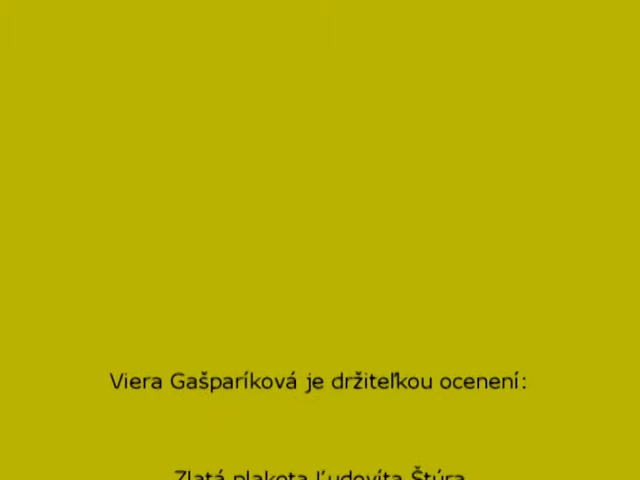 Viera Gašparíková je držiteľkou ocenení:
Zlatá plaketa Ľudovíta Štúra